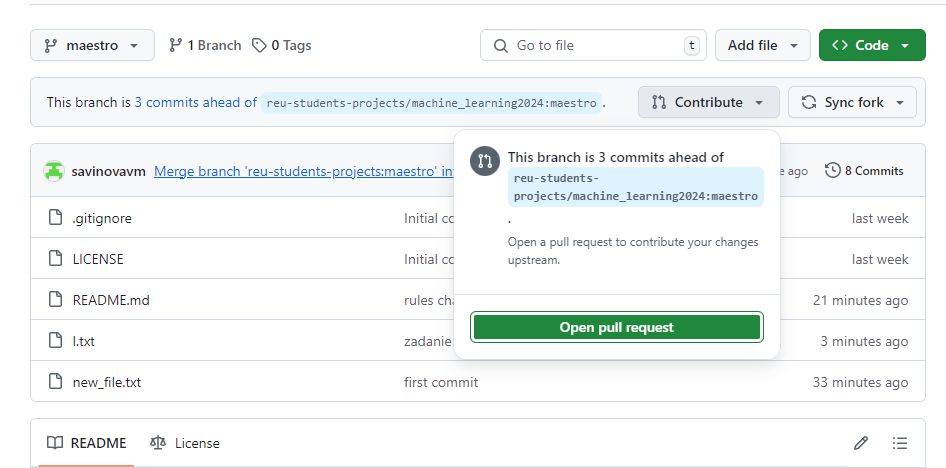 maestro 1 Branch 0 Tags Go to file t Add file Code
This branch is 3 commits ahead of reu-students-projects/machine_learning2024:maestro . Contribute Sync fork
savinovavm Merge branch 'reu-students-projects:maestro' in ago 8 Commits
This branch is 3 commits ahead of
reu-students-
projects/machine_learning2024:maestro
.
Open a pull request to contribute your changes
upstream.
Open pull request
.gitignore Initial co last week
LICENSE Initial co last week
README.md rules cha 21 minutes ago
l.txt zadanie 3 minutes ago
new_file.txt first commit 33 minutes ago
README License